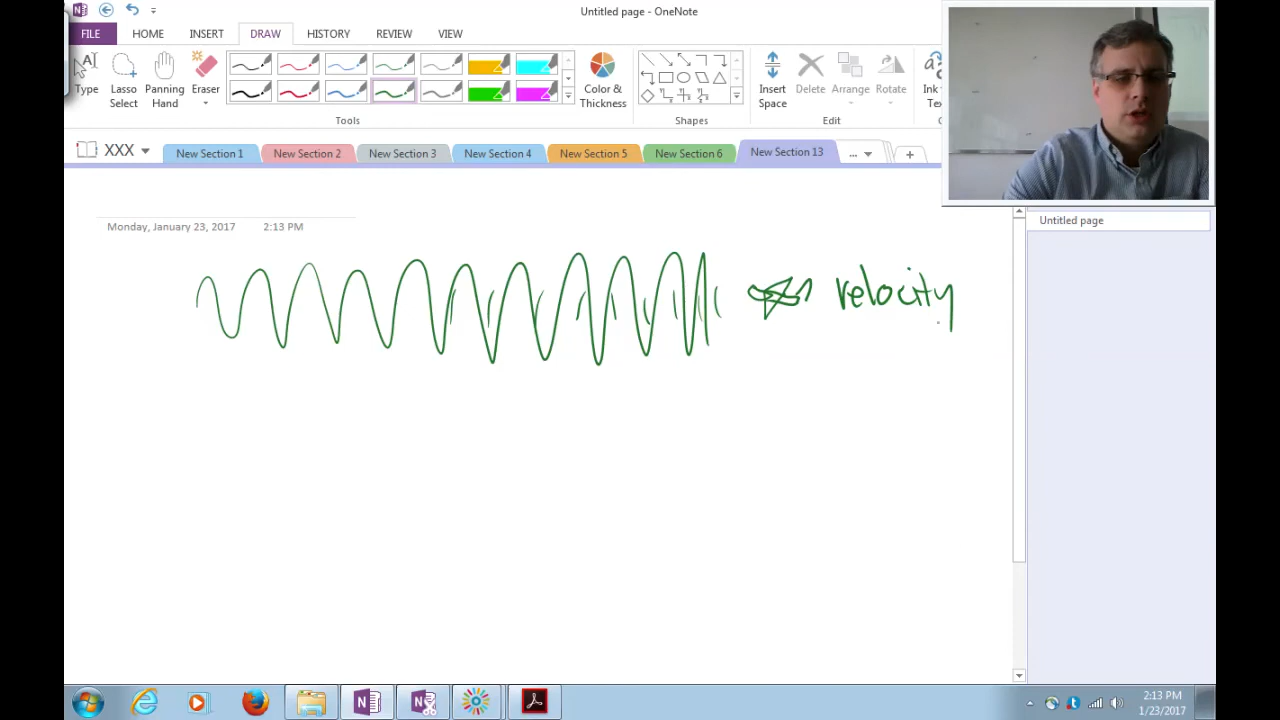 Untitled page - OneNote
FILE HOME INSERT DRAW HISTORY REVIEW VIEW
Type
Lasso Select
Panning Hand
Eraser
Color & Thickness
Insert Space
Delete
Arrange
Rotate
Tools
Shapes
Edit
XXX New Section 1 New Section 2 New Section 3 New Section 4 New Section 5 New Section 6 New Section 13 ...
Untitled page
Monday, January 23, 2017 2:13 PM
velocity
2:13 PM
1/23/2017